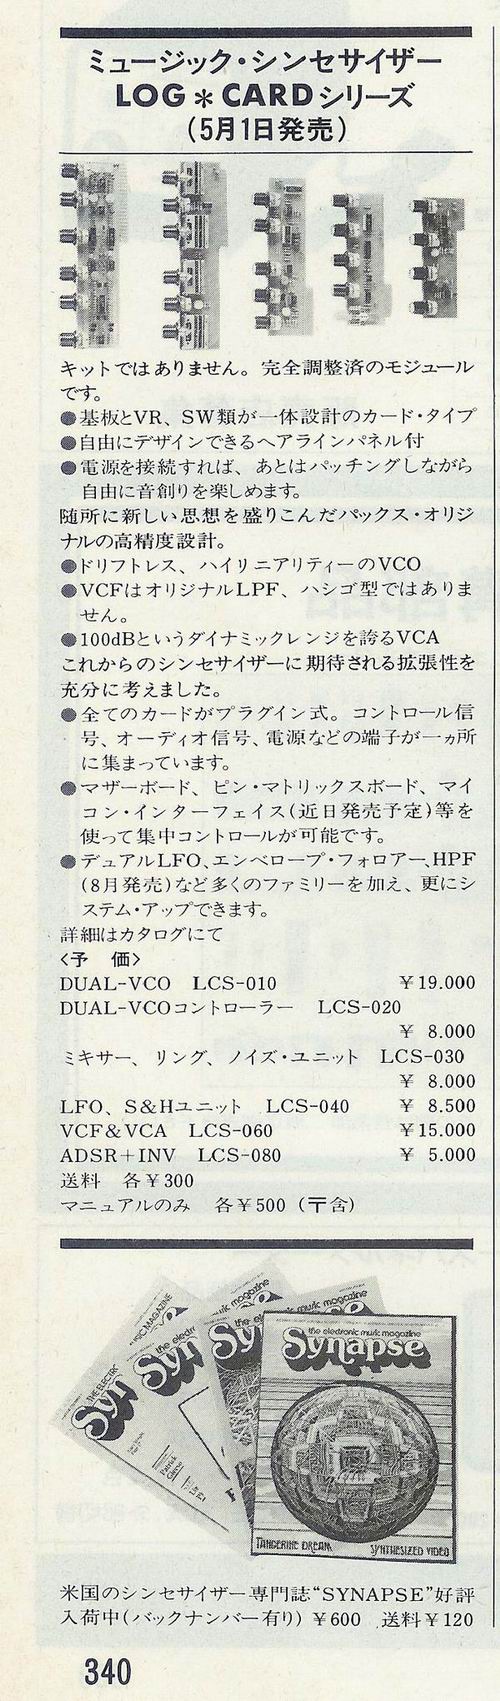 ミュージック・シンセサイザー
LOG＊CARDシリーズ
(5月1日発売)
キットではありません。完全調整済のモジュール
です。
●基板とVR、SW類が一体設計のカード・タイプ
●自由にデザインできるヘアラインパネル付
●電源を接続すれば、あとはパッチングしながら
自由に音創りを楽しめます。
随所に新しい思想を盛りこんだパックス・オリジ
ナルの高精度設計。
●ドリフトレス、ハイリニアリティーのVCO
●VCFはオリジナルLPF、ハシゴ型ではありま
せん。
●100dBというダイナミックレンジを誇るVCA
これからのシンセサイザーに期待される拡張性を
充分に考えました。
●全てのカードがプラグイン式。コントロール信
号、オーディオ信号、電源などの端子が一ヵ所
に集まっています。
●マザーボード、ピン・マトリックスボード、マイ
コン・インターフェイス(近日発売予定)等を
使って集中コントロールが可能です。
●デュアルLFO、エンベロープ・フォロアー、HPF
(8月発売)など多くのファミリーを加え、更にシ
ステム・アップできます。
詳細はカタログにて
〈予　価〉
DUAL-VCO　LCS-010　￥19.000
DUAL-VCOコントローラー　LCS-020
￥ 8.000
ミキサー、リング、ノイズ・ユニット　LCS-030
￥ 8.000
LFO、S&Hユニット　LCS-040　￥ 8.500
VCF&VCA　LCS-060　￥15.000
ADSR+INV　LCS-080　￥ 5.000
送料　各￥300
マニュアルのみ　各￥500（〒含）
the electronic music magazine
Synapse
TANGERINE DREAM　SYNTHESIZED VIDEO
米国のシンセサイザー専門誌“SYNAPSE”好評
入荷中(バックナンバー有り)￥600　送料￥120
340